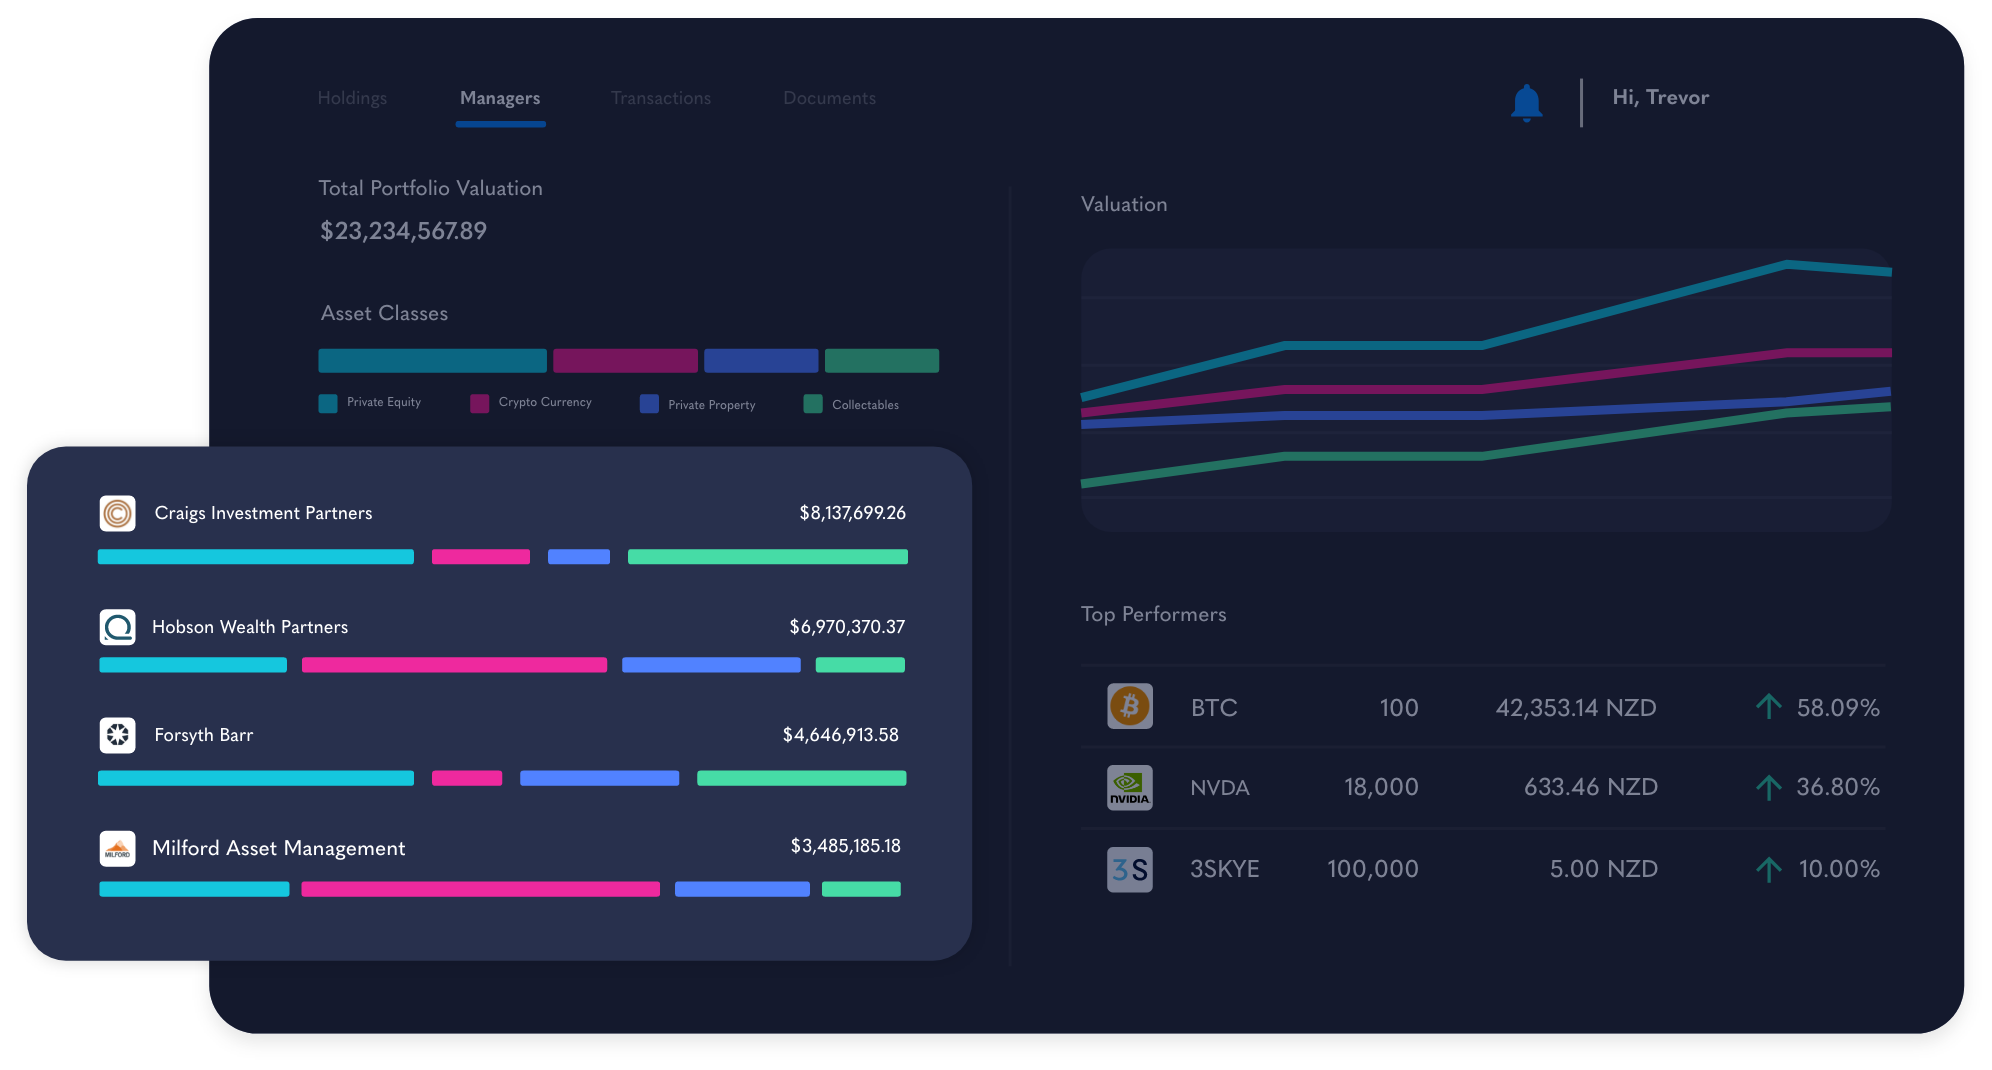 Holdings Managers Transactions Documents Hi, Trevor
Total Portfolio Valuation
$23,234,567.89
Asset Classes
Private Equity Crypto Currency Private Property Collectables
Craigs Investment Partners $8,137,699.26
Hobson Wealth Partners $6,970,370.37
Forsyth Barr $4,646,913.58
MILFORD Milford Asset Management $3,485,185.18
Valuation
Top Performers
BTC 100 42,353.14 NZD 58.09%
NVIDIA NVDA 18,000 633.46 NZD 36.80%
3S 3SKYE 100,000 5.00 NZD 10.00%